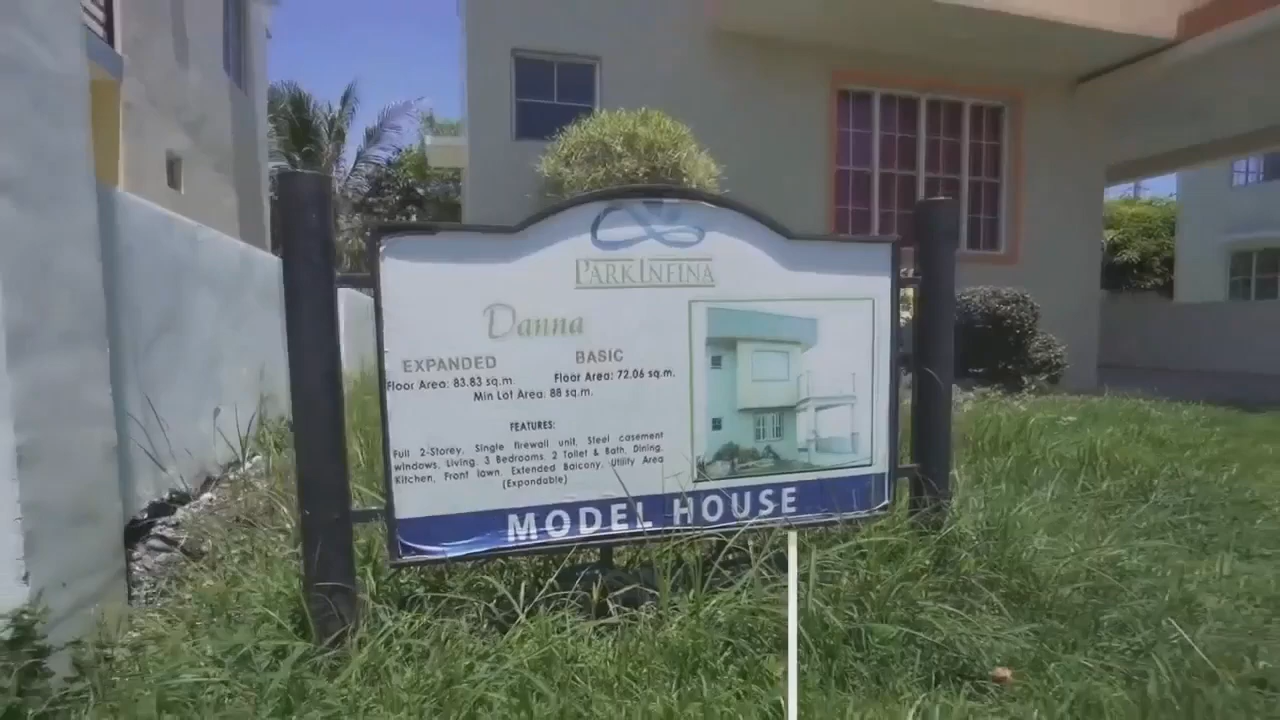 PARKINFINA
Danna
EXPANDED
Floor Area: 83.83 sq.m.
BASIC
Floor Area: 72.06 sq.m.
Min Lot Area: 88 sq.m.
FEATURES:
Full 2-Storey, Single firewall unit, Steel casement
windows, Living, 3 Bedrooms, 2 Toilet & Bath, Dining,
Kitchen, Front lawn, Extended Balcony, Utility Area
(Expandable)
MODEL HOUSE